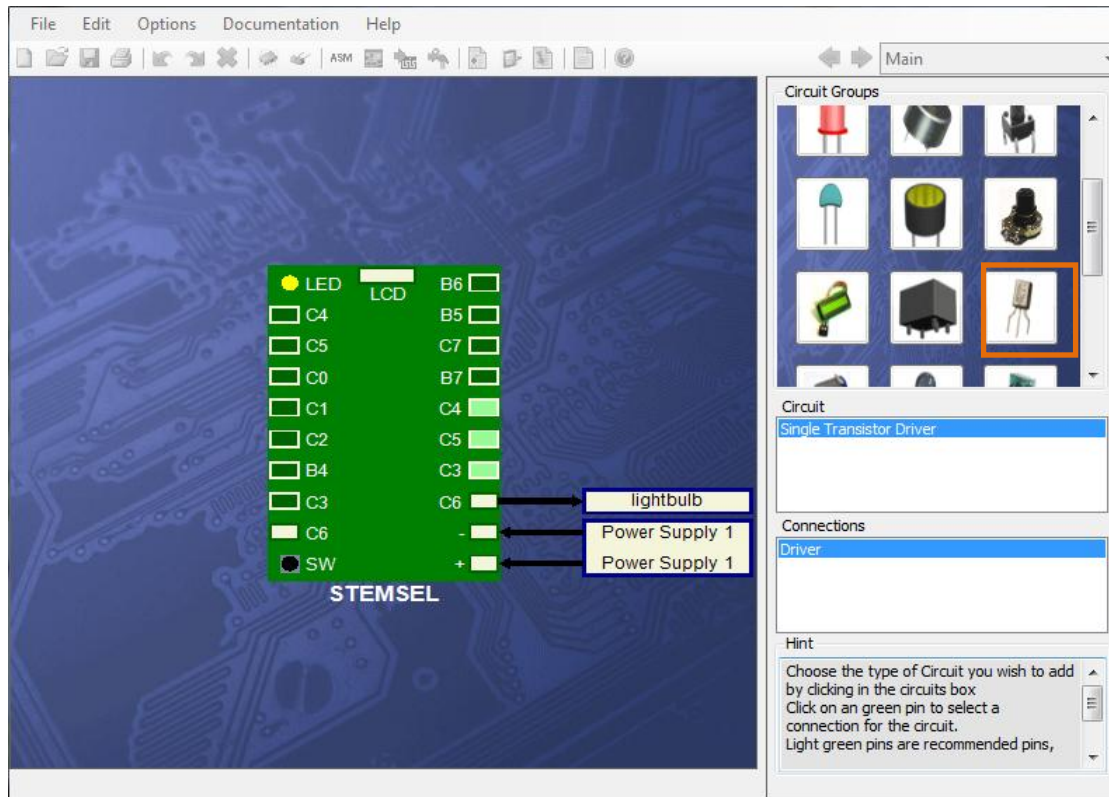 File Edit Options Documentation Help
ASM
Main
Circuit Groups
LED LCD B6
C4 B5
C5 C7
C0 B7
C1 C4
C2 C5
B4 C3
C3 C6 lightbulb
C6 - Power Supply 1
SW + Power Supply 1
STEMSEL
Circuit
Single Transistor Driver
Connections
Driver
Hint
Choose the type of Circuit you wish to add
by clicking in the circuits box
Click on an green pin to select a
connection for the circuit.
Light green pins are recommended pins,